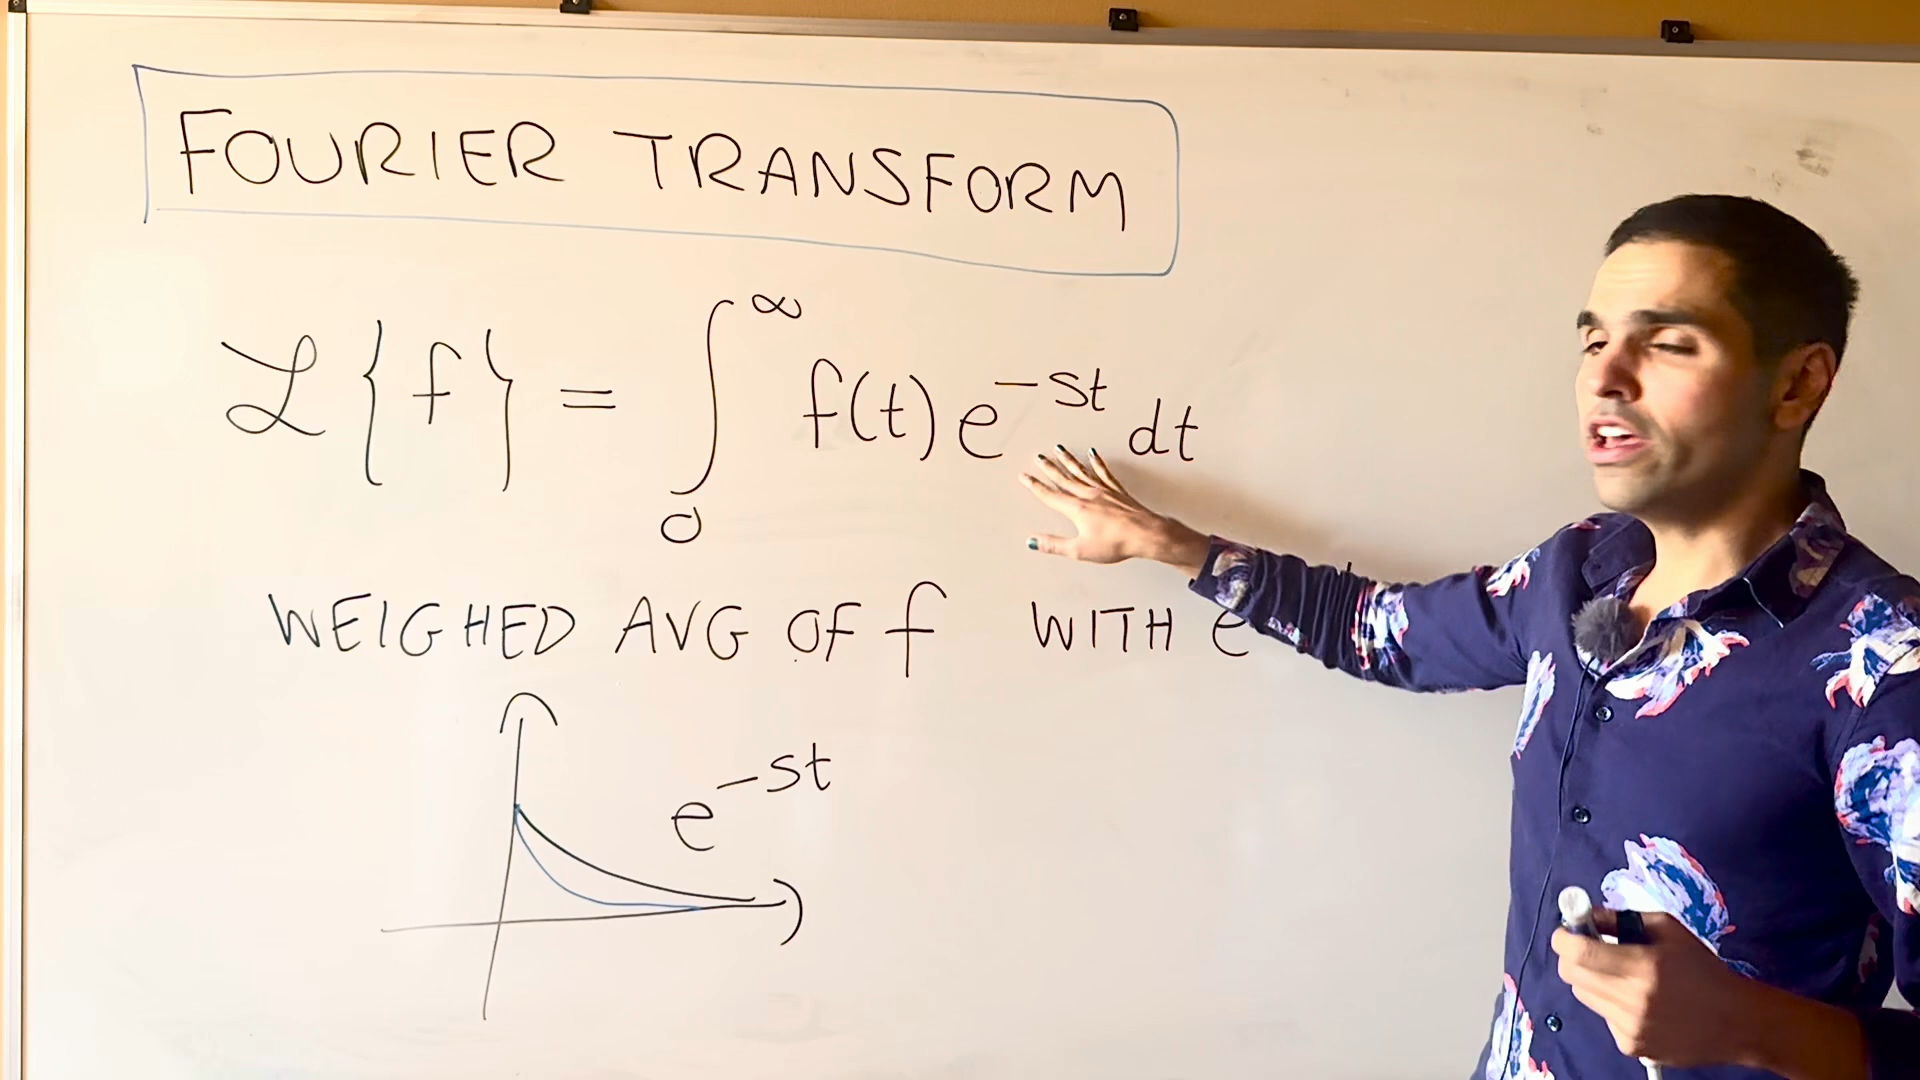 FOURIER TRANSFORM
ℒ{f} = ∫₀^∞ f(t) e^{-st} dt
WEIGHED AVG OF f WITH e
e^{-st}